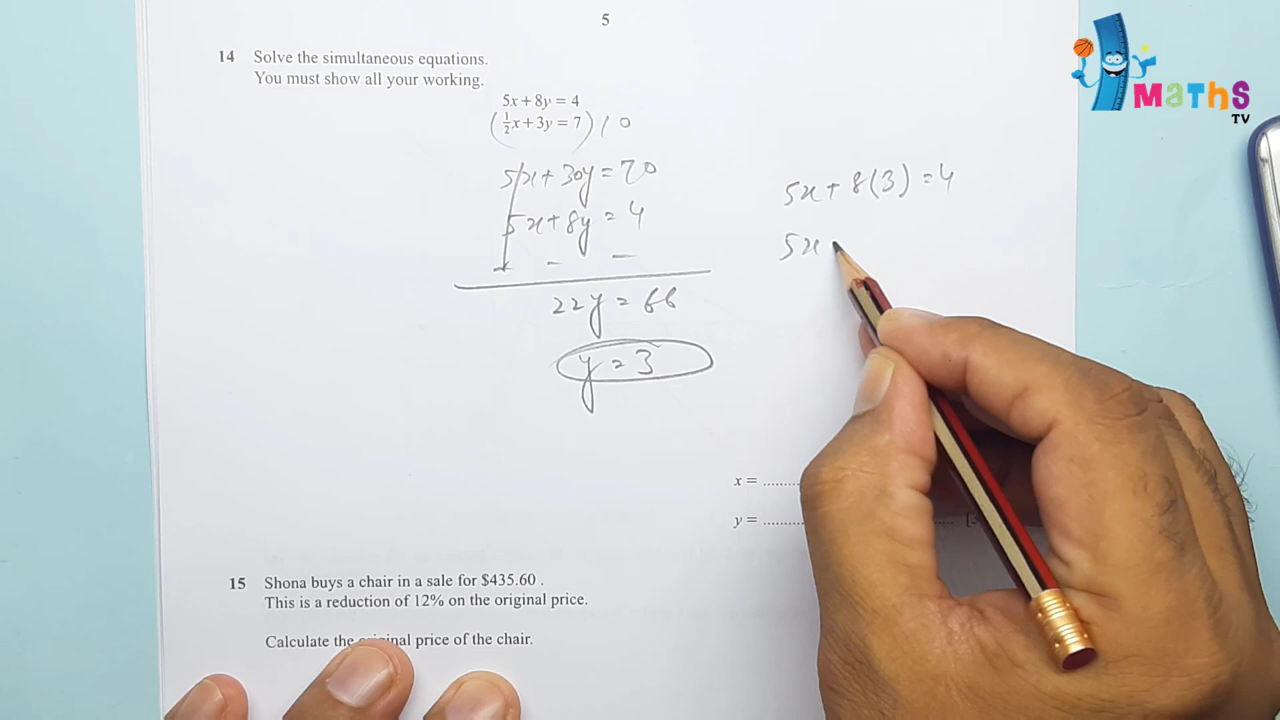 5
14 Solve the simultaneous equations.
You must show all your working.
5x + 8y = 4
(½x + 3y = 7) 10
5x + 30y = 70
5x + 8y = 4
- - -
22y = 66
y = 3
5x + 8(3) = 4
5x
x = ..........
y = ..........
15 Shona buys a chair in a sale for $435.60 .
This is a reduction of 12% on the original price.
Calculate the original price of the chair.
MaThS
TV